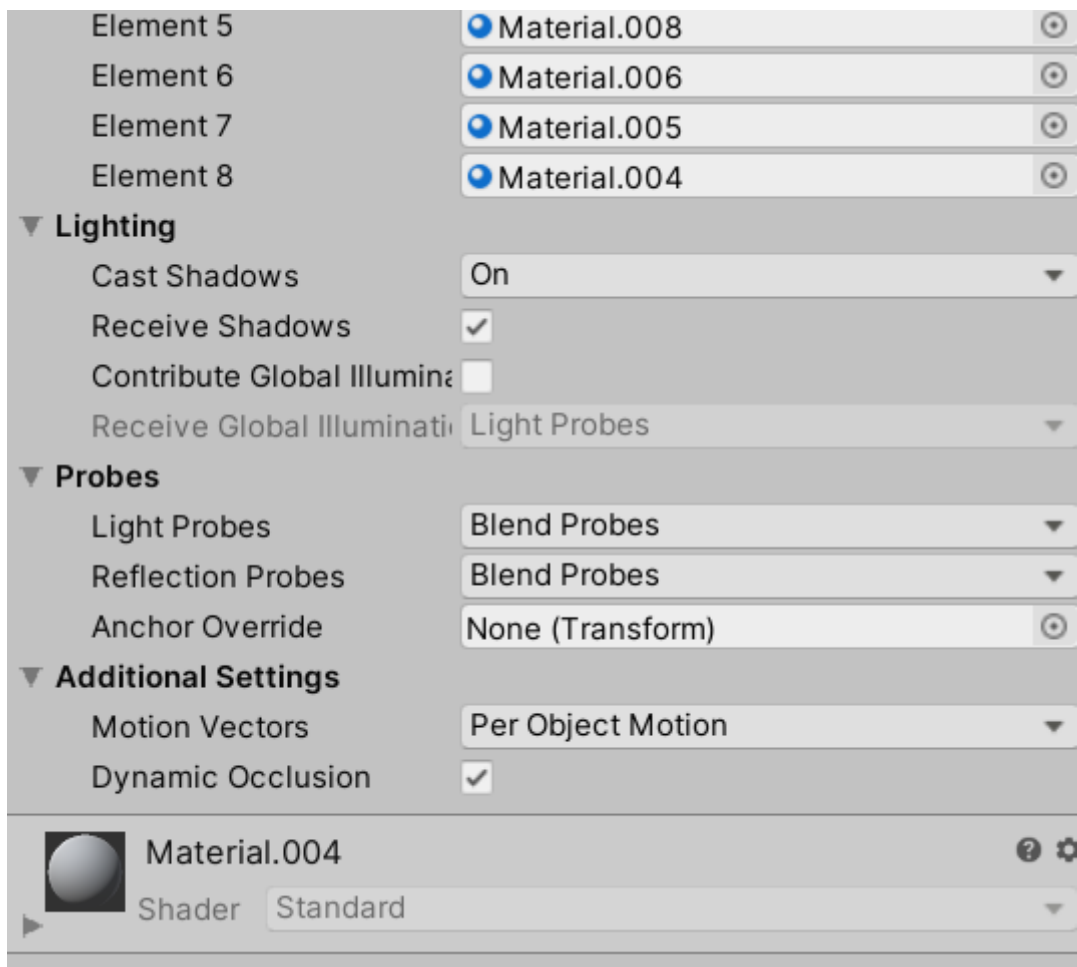 Element 5 Material.008
Element 6 Material.006
Element 7 Material.005
Element 8 Material.004
Lighting
Cast Shadows On
Receive Shadows
Contribute Global Illumina
Receive Global Illuminati Light Probes
Probes
Light Probes Blend Probes
Reflection Probes Blend Probes
Anchor Override None (Transform)
Additional Settings
Motion Vectors Per Object Motion
Dynamic Occlusion
Material.004
Shader Standard